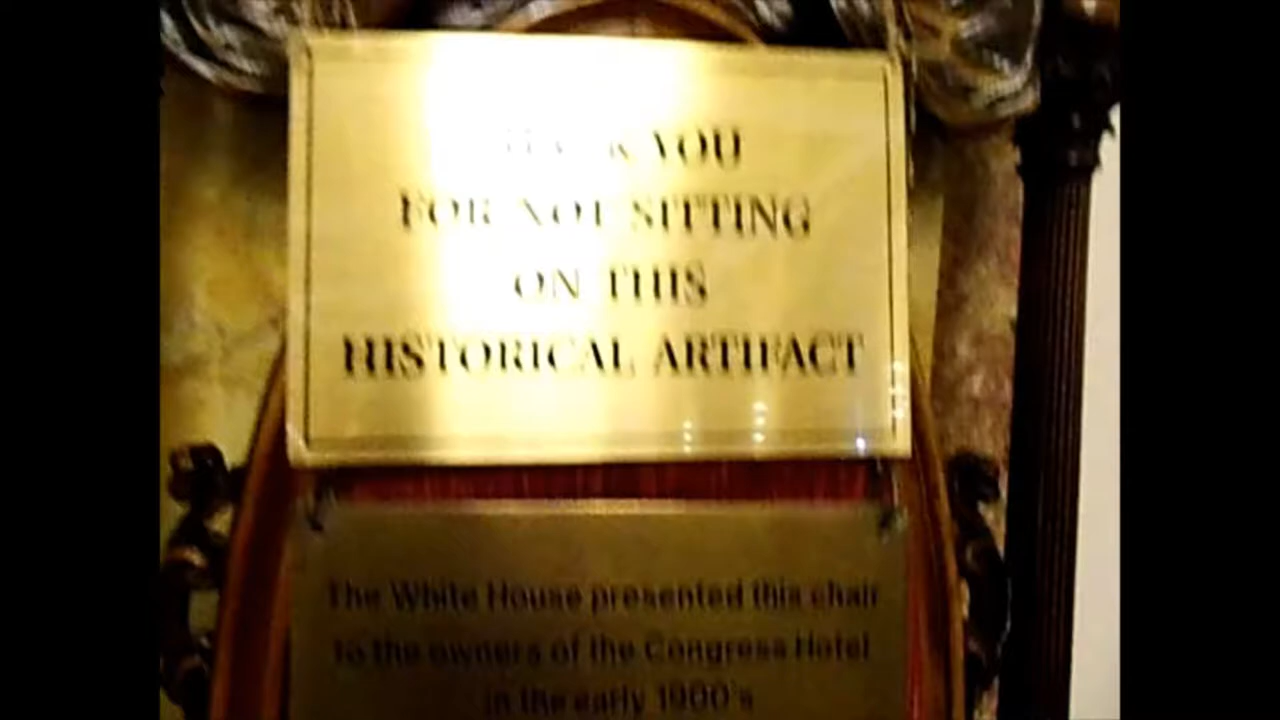 THANK YOU
FOR NOT SITTING
ON THIS
HISTORICAL ARTIFACT
The White House presented this chair
to the owners of the Congress Hotel
in the early 1900's